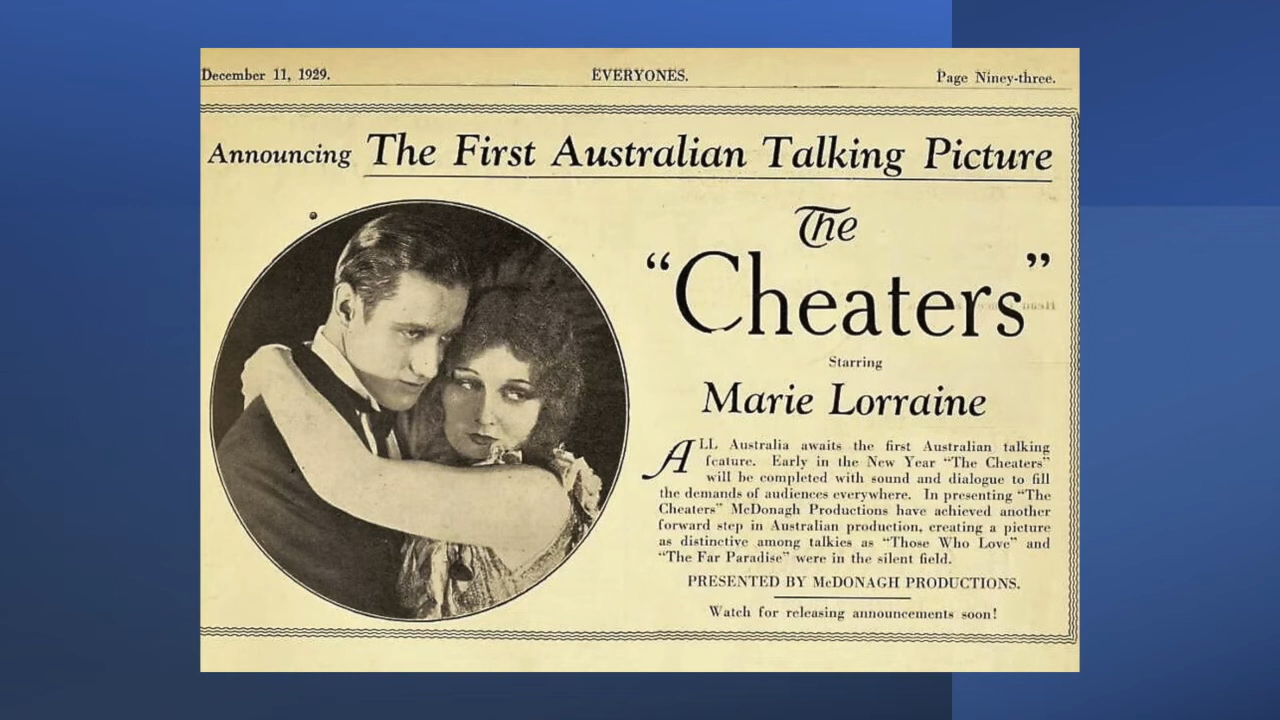 December 11, 1929. EVERYONES. Page Niney-three.
Announcing The First Australian Talking Picture
The
“Cheaters”
Starring
Marie Lorraine
ALL Australia awaits the first Australian talking
feature. Early in the New Year “The Cheaters”
will be completed with sound and dialogue to fill
the demands of audiences everywhere. In presenting “The
Cheaters” McDonagh Productions have achieved another
forward step in Australian production, creating a picture
as distinctive among talkies as “Those Who Love” and
“The Far Paradise” were in the silent field.
PRESENTED BY McDONAGH PRODUCTIONS.
Watch for releasing announcements soon!